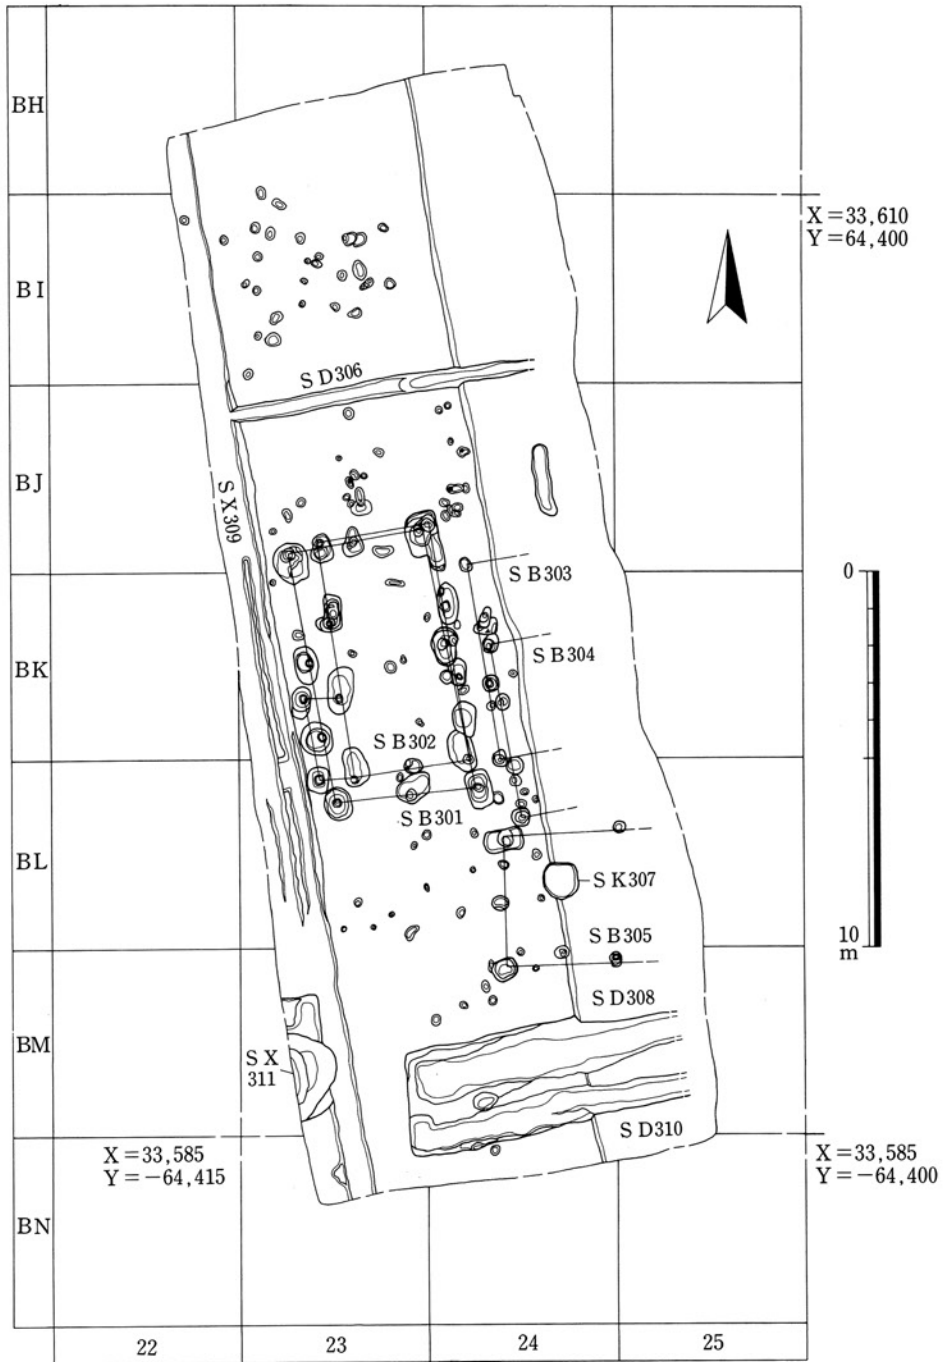 BH
X=33,610
Y=64,400
BI
SD306
BJ
SX309
SB303
0
SB304
BK
SB302
SB301
BL
SK307
SB305
10
m
SD308
BM
SX
311
SD310
X=33,585
Y=−64,415
X=33,585
Y=−64,400
BN
22
23
24
25